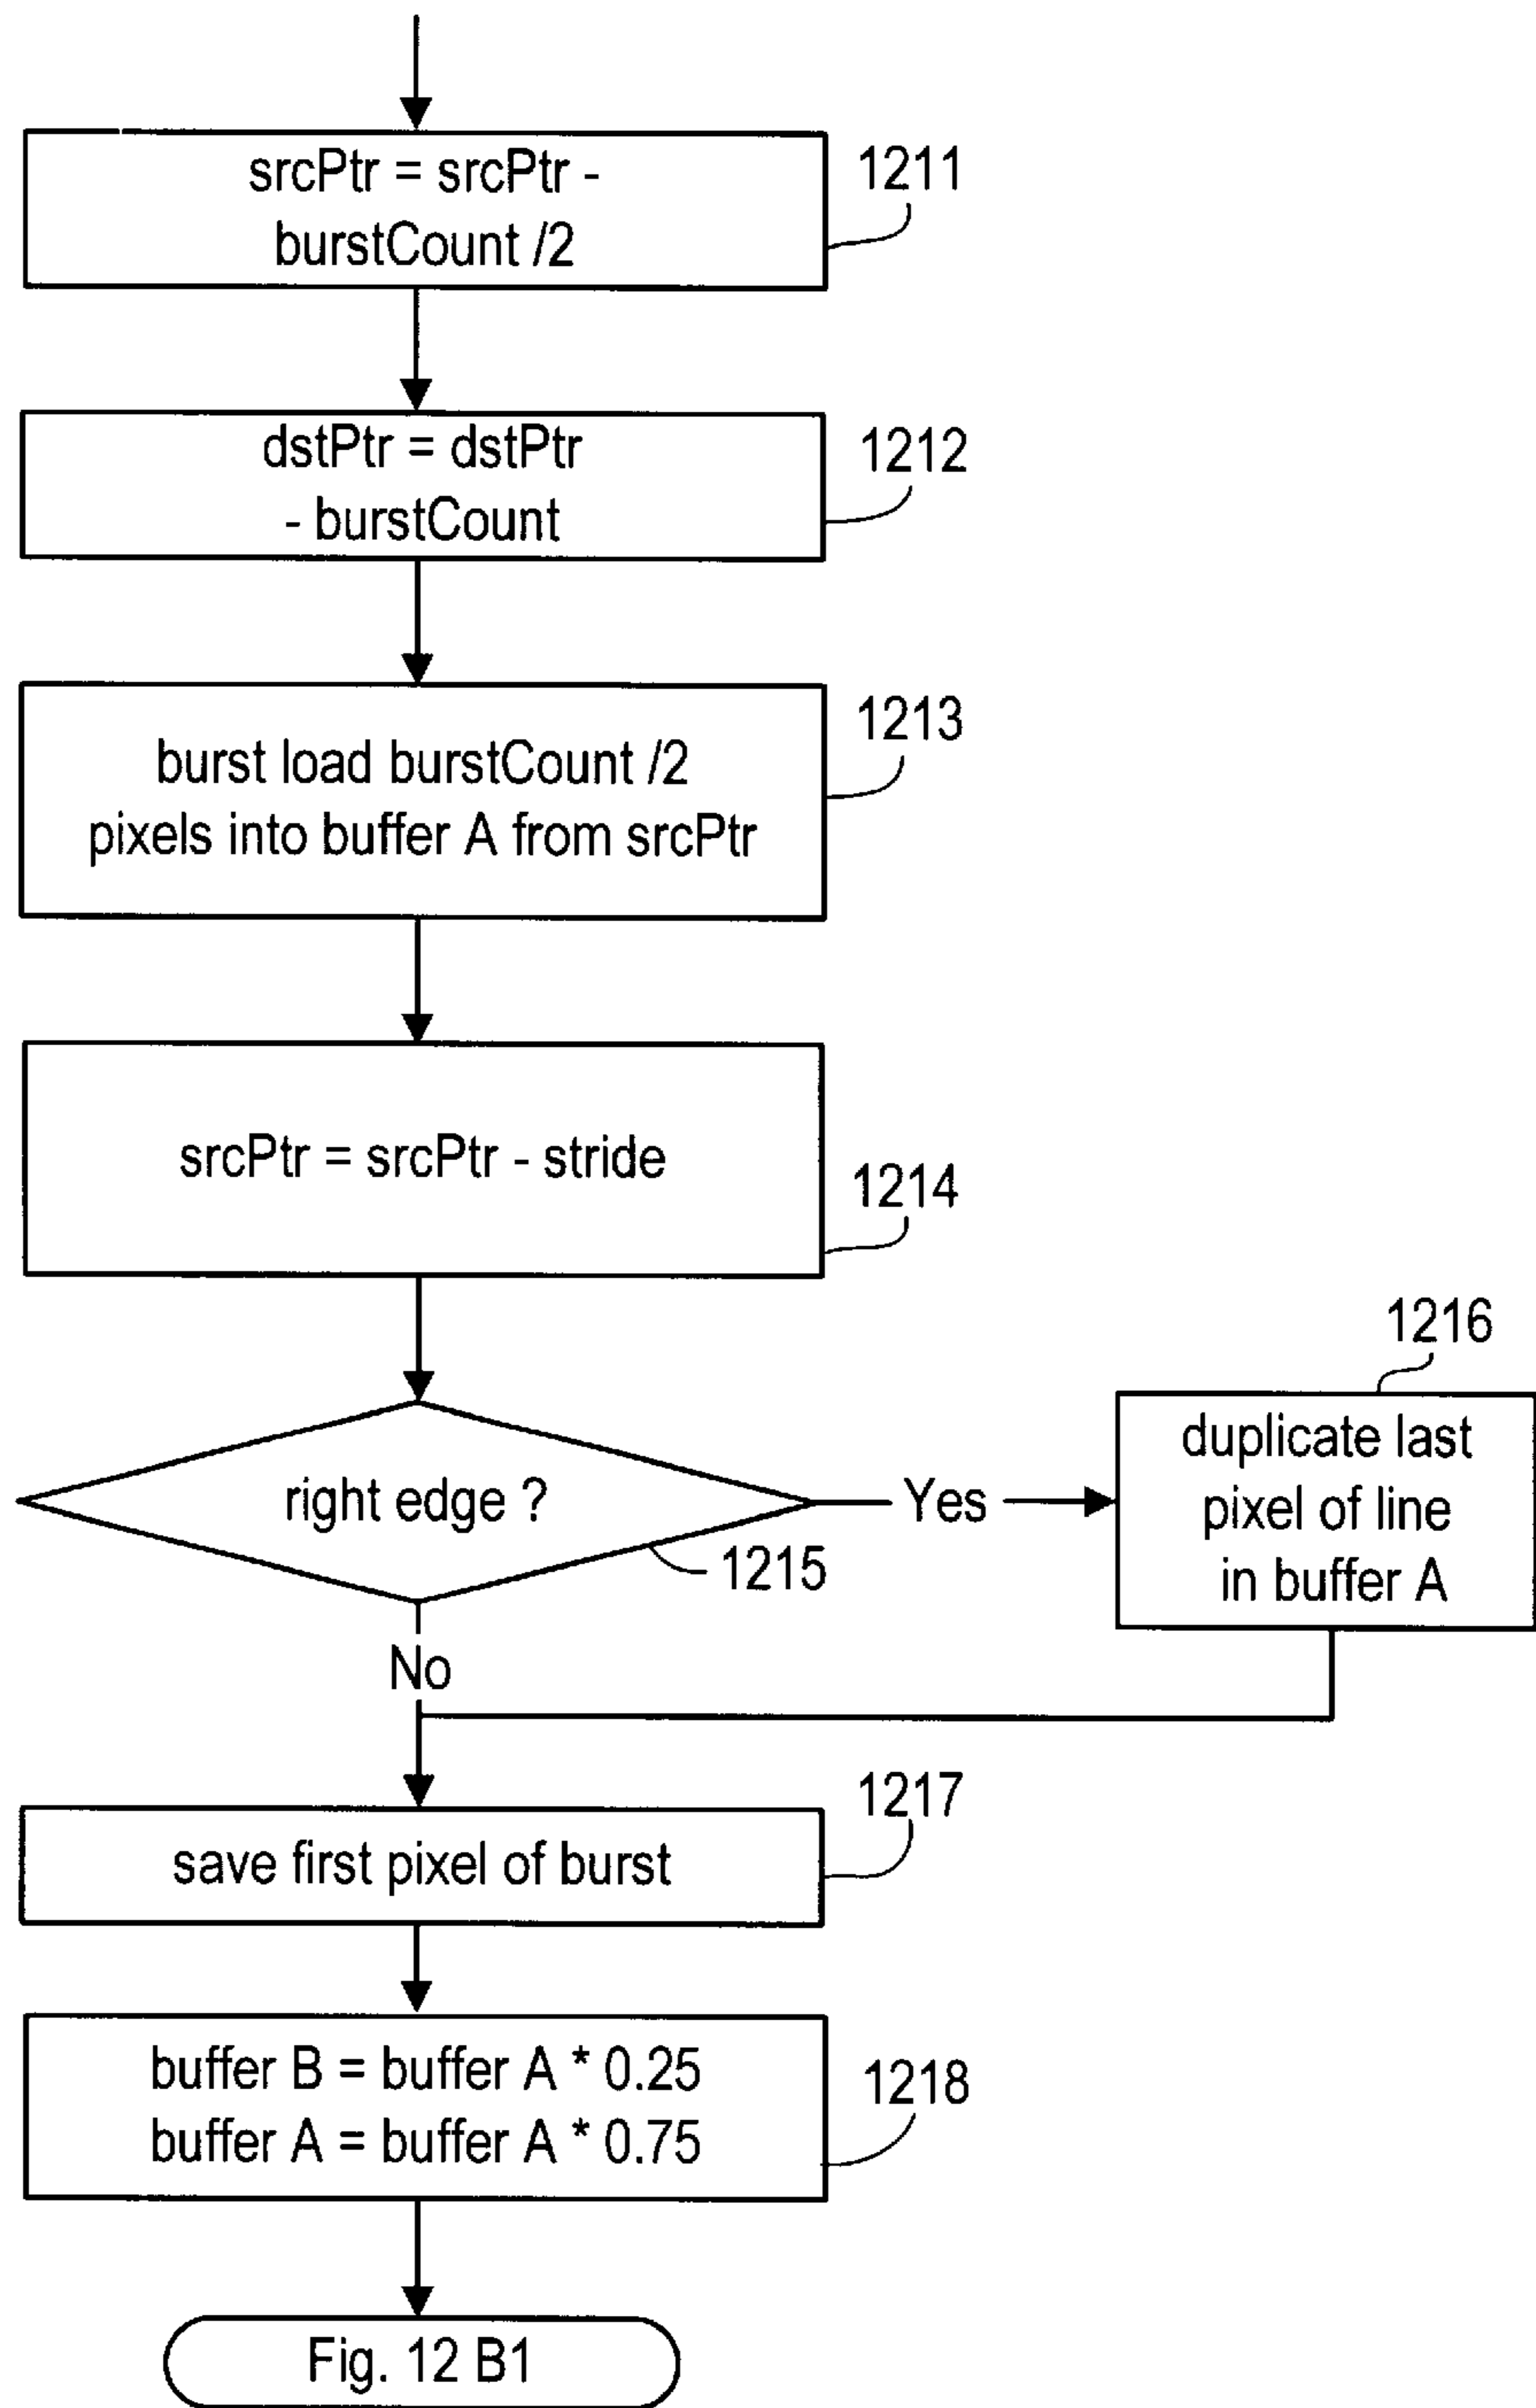 srcPtr = srcPtr -
burstCount /2
1211
dstPtr = dstPtr
- burstCount
1212
burst load burstCount /2
pixels into buffer A from srcPtr
1213
srcPtr = srcPtr - stride
1214
right edge ?
1215
Yes
1216
duplicate last
pixel of line
in buffer A
No
save first pixel of burst
1217
buffer B = buffer A * 0.25
buffer A = buffer A * 0.75
1218
Fig. 12 B1